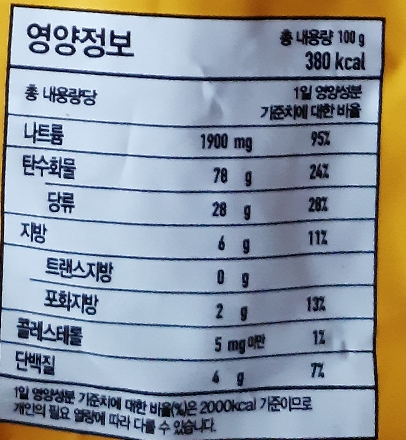 영양정보 총 내용량 100 g
380 kcal
총 내용량당 1일 영양성분
기준치에 대한 비율
나트륨 1900 mg 95%
탄수화물 78 g 24%
당류 28 g 28%
지방 6 g 11%
트랜스지방 0 g
포화지방 2 g 13%
콜레스테롤 5 mg 미만 1%
단백질 4 g 7%
1일 영양성분 기준치에 대한 비율(%)은 2000kcal 기준이므로
개인의 필요 열량에 따라 다를 수 있습니다.